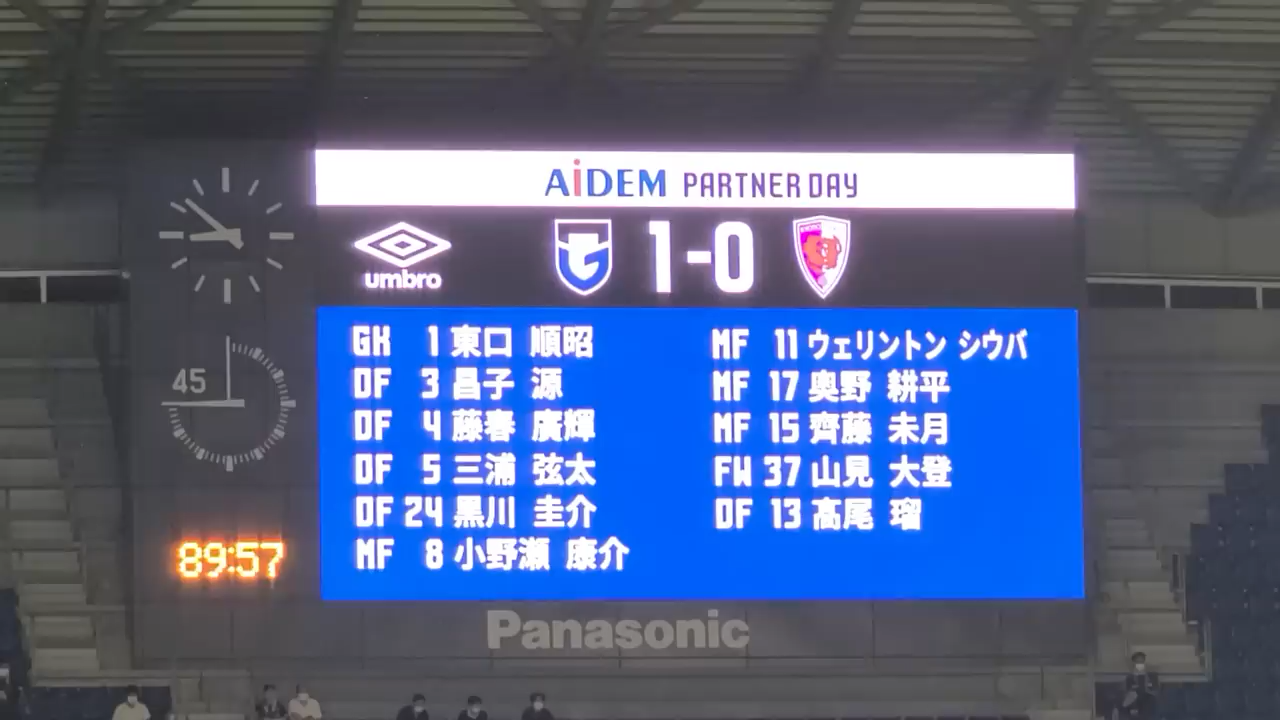 AiDEM PARTNER DAY
umbro
1-0
GK 1 東口 順昭
DF 3 昌子 源
DF 4 藤春 廣輝
DF 5 三浦 弦太
DF 24 黒川 圭介
MF 8 小野瀬 康介
MF 11 ウェリントン シウバ
MF 17 奥野 耕平
MF 15 齊藤 未月
FW 37 山見 大登
DF 13 髙尾 瑠
45
89:57
Panasonic